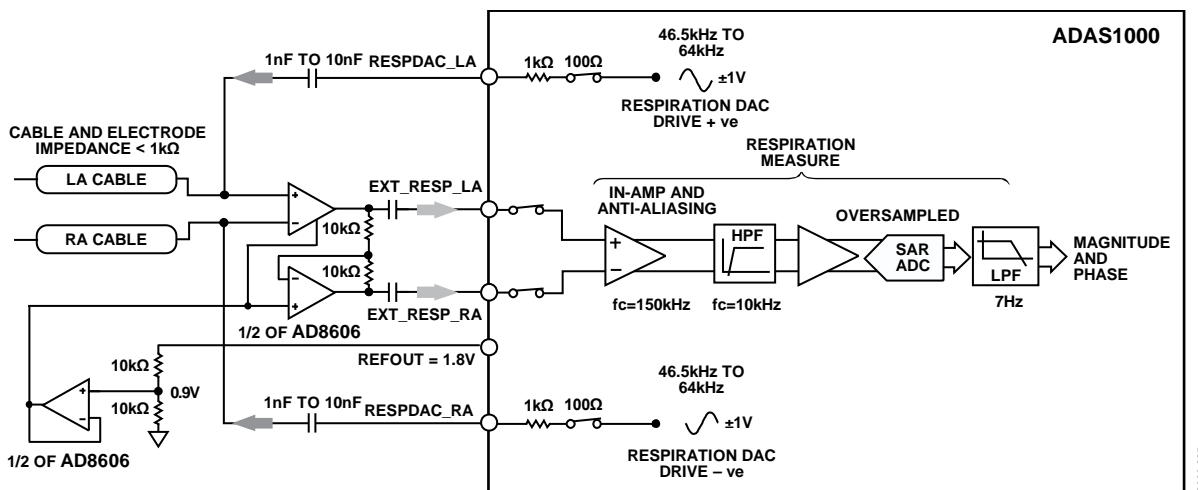 ADAS1000
46.5kHz TO
64kHz
1nF TO 10nF
RESPDAC_LA
1kΩ
100Ω
±1V
RESPIRATION DAC
DRIVE + ve
CABLE AND ELECTRODE
IMPEDANCE < 1kΩ
LA CABLE
RA CABLE
RESPIRATION
MEASURE
EXT_RESP_LA
IN-AMP AND
ANTI-ALIASING
OVERSAMPLED
+
–
10kΩ
+
–
HPF
SAR
ADC
LPF
MAGNITUDE
AND
PHASE
10kΩ
–
+
fc=150kHz
fc=10kHz
7Hz
EXT_RESP_RA
1/2 OF AD8606
REFOUT = 1.8V
10kΩ
0.9V
+
–
10kΩ
46.5kHz TO
64kHz
1nF TO 10nF
RESPDAC_RA
1kΩ
100Ω
±1V
RESPIRATION DAC
DRIVE – ve
1/2 OF AD8606